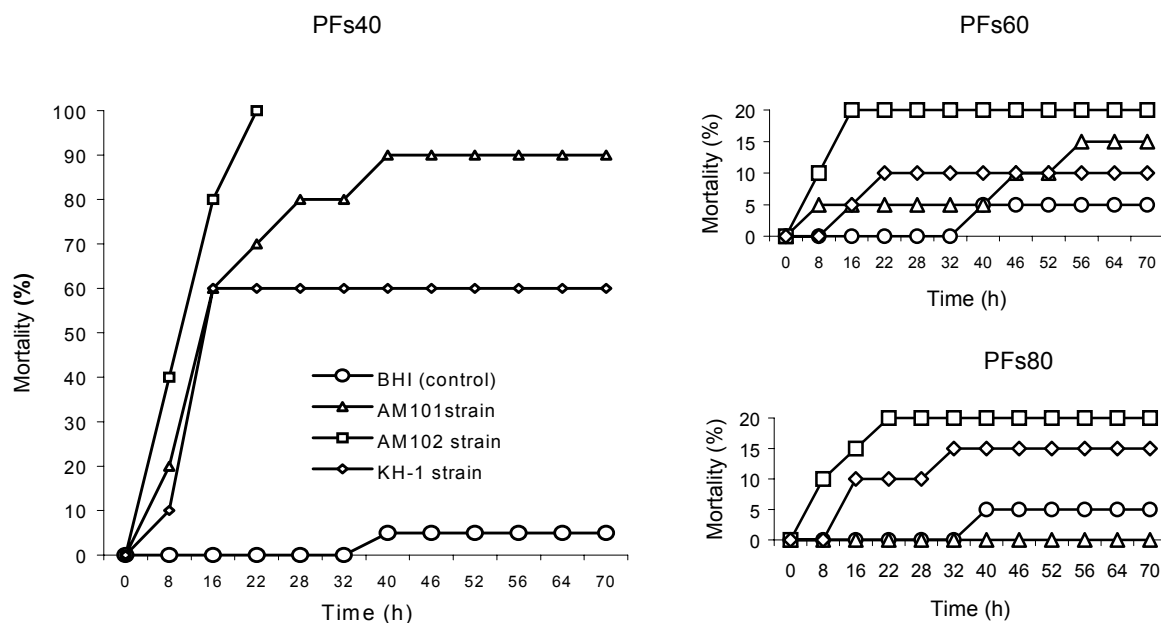 PFs40
Mortality (%)
100
90
80
70
60
50
40
30
20
10
0
0 8 16 22 28 32 40 46 52 56 64 70
Time (h)
BHI (control)
AM101strain
AM102 strain
KH-1 strain
PFs60
Mortality (%)
20
15
10
5
0
0 8 16 22 28 32 40 46 52 56 64 70
Time (h)
PFs80
Mortality (%)
20
15
10
5
0
0 8 16 22 28 32 40 46 52 56 64 70
Time (h)